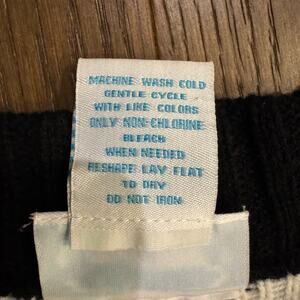 MACHINE WASH COLD
GENTLE CYCLE
WITH LIKE COLORS
ONLY NON-CHLORINE
BLEACH
WHEN NEEDED
RESHAPE LAY FLAT
TO DRY
DO NOT IRON